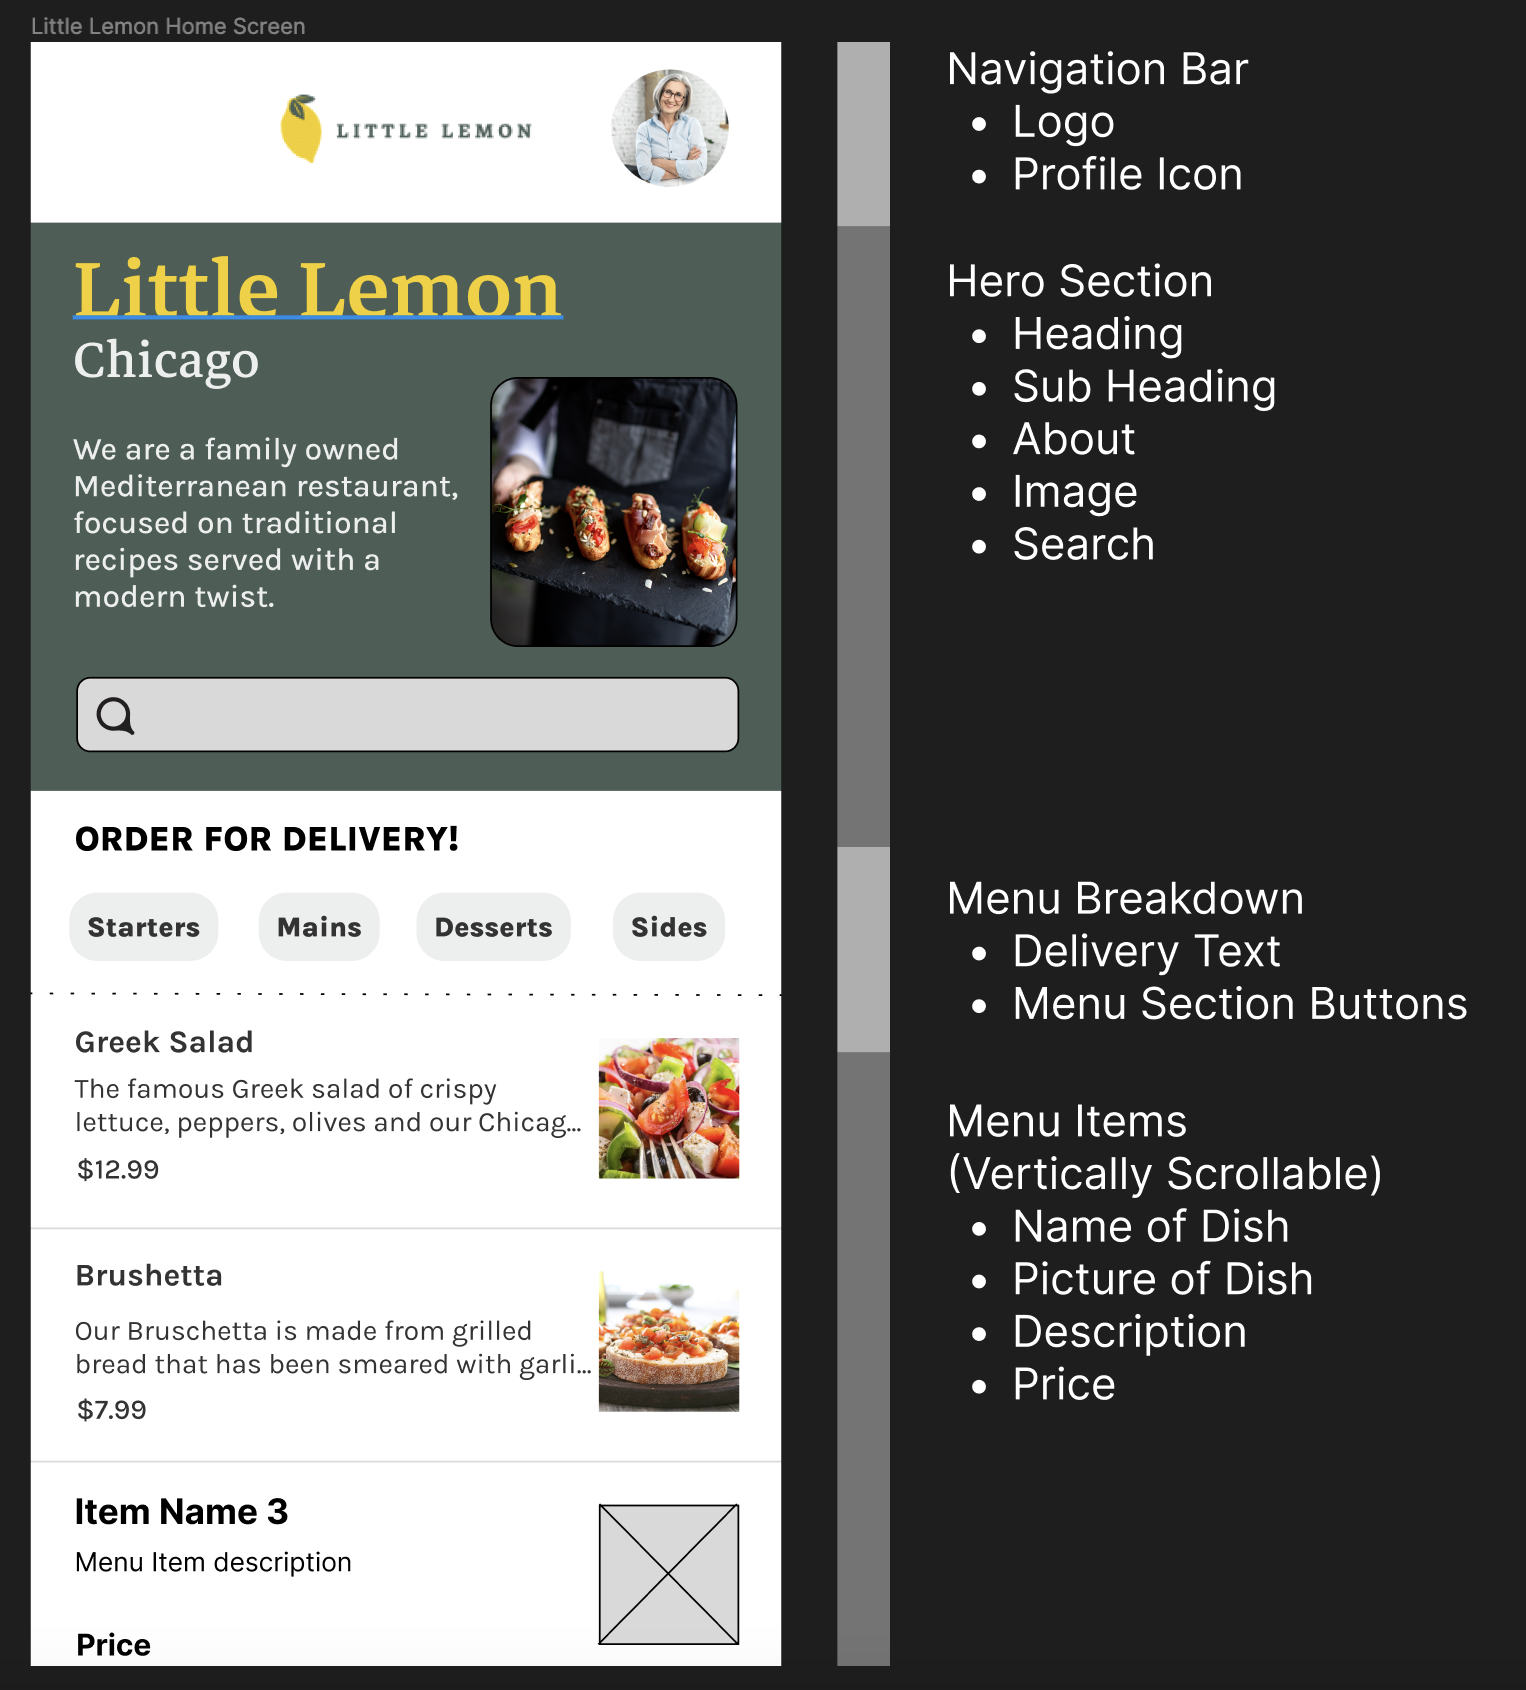 Little Lemon Home Screen
LITTLE LEMON
Little Lemon
Chicago
We are a family owned
Mediterranean restaurant,
focused on traditional
recipes served with a
modern twist.
ORDER FOR DELIVERY!
Starters Mains Desserts Sides
Greek Salad
The famous Greek salad of crispy
lettuce, peppers, olives and our Chicag...
$12.99
Brushetta
Our Bruschetta is made from grilled
bread that has been smeared with garli...
$7.99
Item Name 3
Menu Item description
Price
Navigation Bar
• Logo
• Profile Icon
Hero Section
• Heading
• Sub Heading
• About
• Image
• Search
Menu Breakdown
• Delivery Text
• Menu Section Buttons
Menu Items
(Vertically Scrollable)
• Name of Dish
• Picture of Dish
• Description
• Price